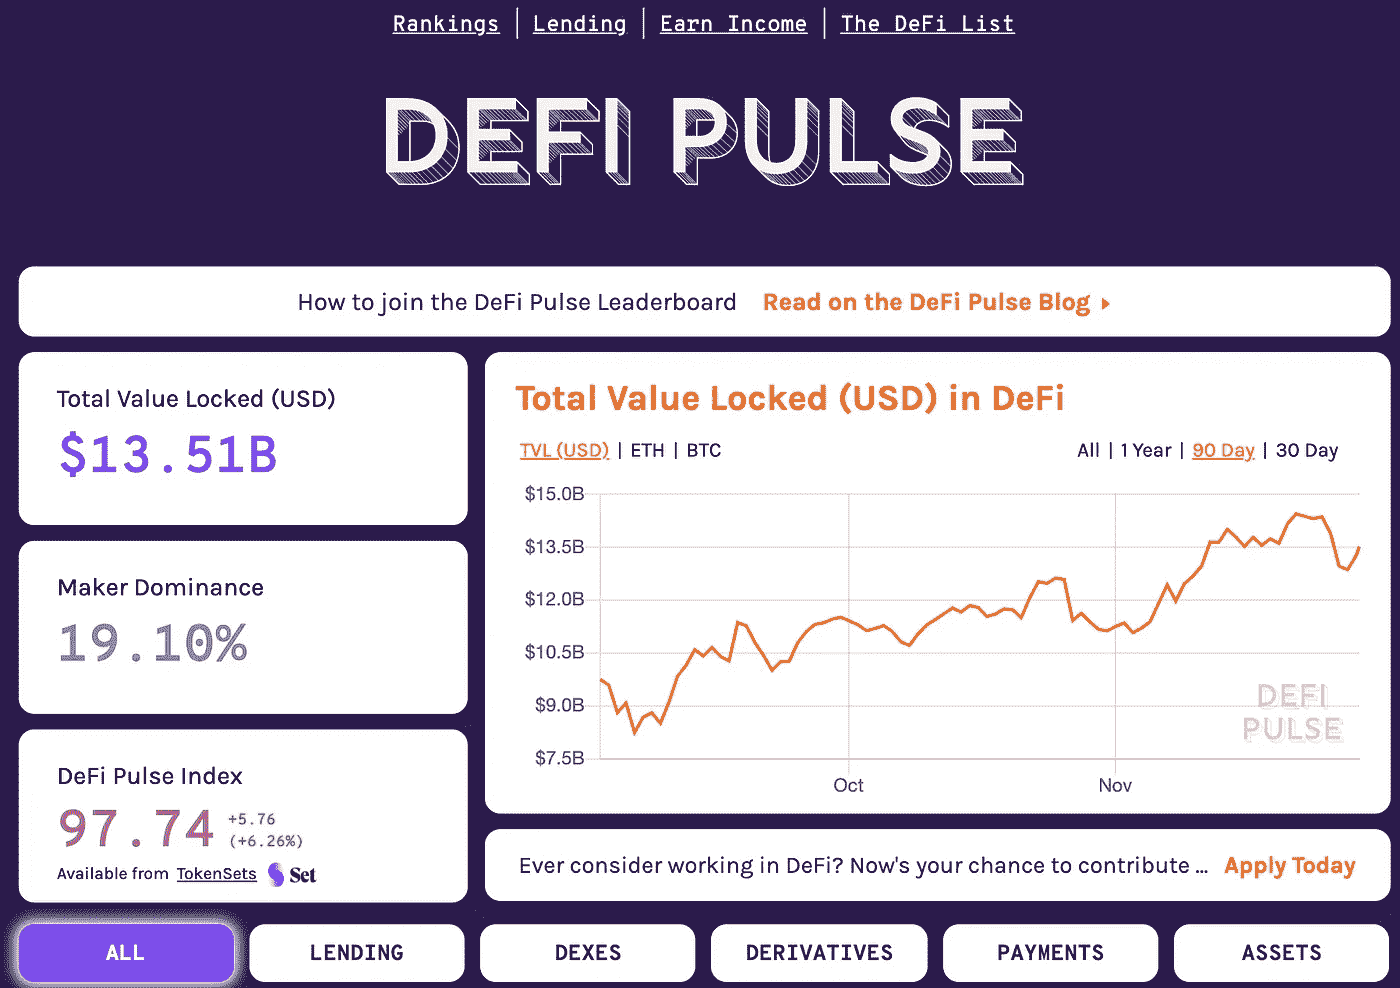 Rankings | Lending | Earn Income | The DeFi List
DEFI PULSE
How to join the DeFi Pulse Leaderboard Read on the DeFi Pulse Blog ▸
Total Value Locked (USD)
$13.51B
Maker Dominance
19.10%
DeFi Pulse Index
97.74 +5.76
(+6.26%)
Available from TokenSets Set
Total Value Locked (USD) in DeFi
TVL (USD) | ETH | BTC All | 1 Year | 90 Day | 30 Day
$15.0B
$13.5B
$12.0B
$10.5B
$9.0B
$7.5B
Oct Nov
DEFI
PULSE
Ever consider working in DeFi? Now's your chance to contribute ... Apply Today
ALL LENDING DEXES DERIVATIVES PAYMENTS ASSETS